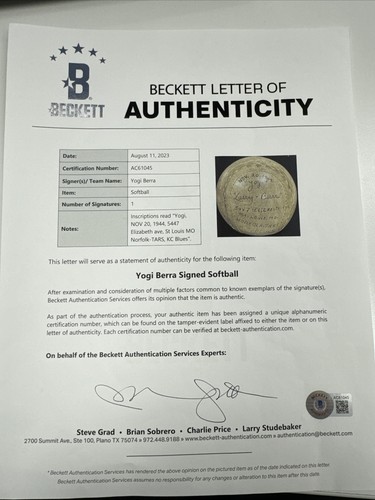 B
BECKETT
BECKETT LETTER OF
AUTHENTICITY
Date: August 11, 2023
Certification Number: AC61045
Signer(s)/ Team Name: Yogi Berra
Item: Softball
Number of Signatures: 1
Notes: Inscriptions read "Yogi,
NOV 20, 1944, 5447
Elizabeth ave, St Louis MO
Norfolk-TARS, KC Blues".
This letter will serve as a statement of authenticity for the following item:
Yogi Berra Signed Softball
After examination and consideration of multiple factors common to known exemplars of the signature(s),
Beckett Authentication Services offers its opinion that the item is authentic.
As part of the authentication process, your authentic item has been assigned a unique alphanumeric
certification number, which can be found on the tamper-evident label affixed to either the item or on this
letter of authenticity. Each certification number can be verified at beckett-authentication.com.
On behalf of the Beckett Authentication Services Experts:
Steve Grad • Brian Sobrero • Charlie Price • Larry Studebaker
2700 Summit Ave, Ste 100, Plano TX 75074 » 972.448.9188 » www.beckett-authentication.com » authentication@beckett.com
* Beckett Authentication Services has rendered the above opinion on the pictured item as of the date indicated on this letter.
Beckett Authentication Services assumes no responsibility for any changes or alteration to this item after this date.